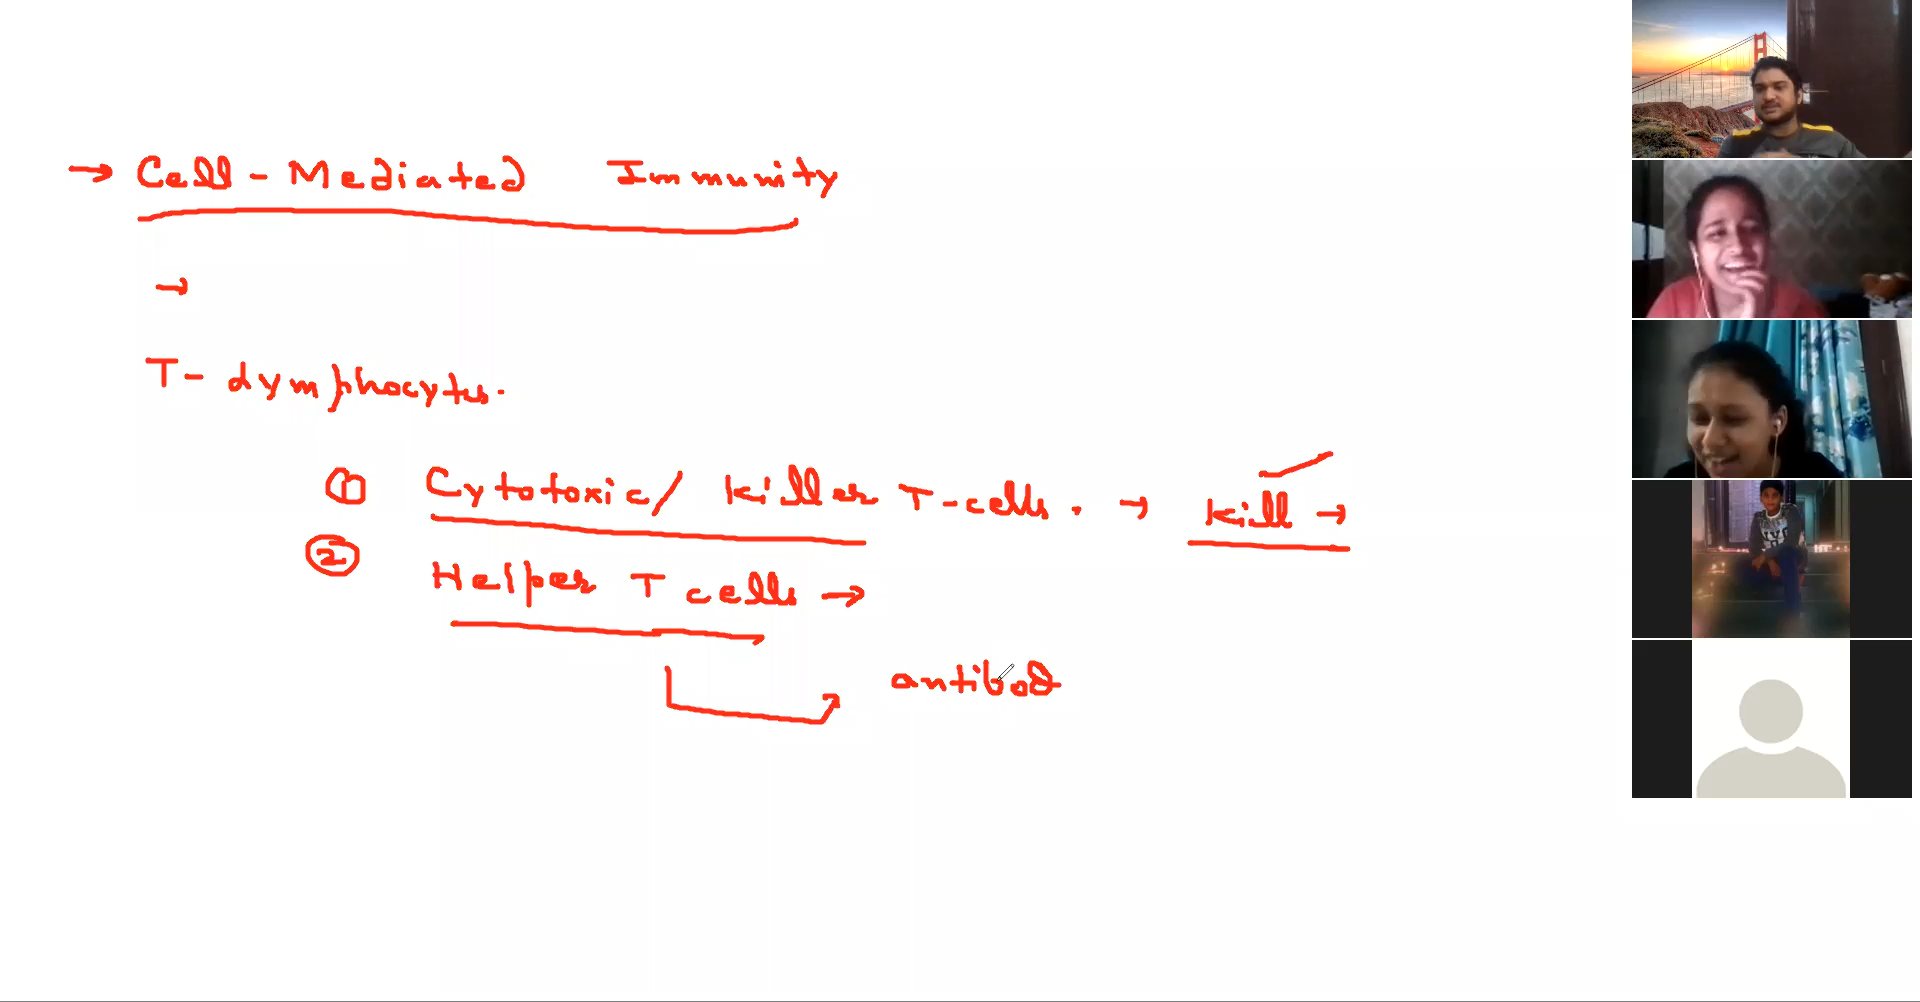 → Cell - Mediated Immunity
→
T - Lymphocytes.
① Cytotoxic/ Killer T-cells. → Kill →
② Helper T cells →
antibod